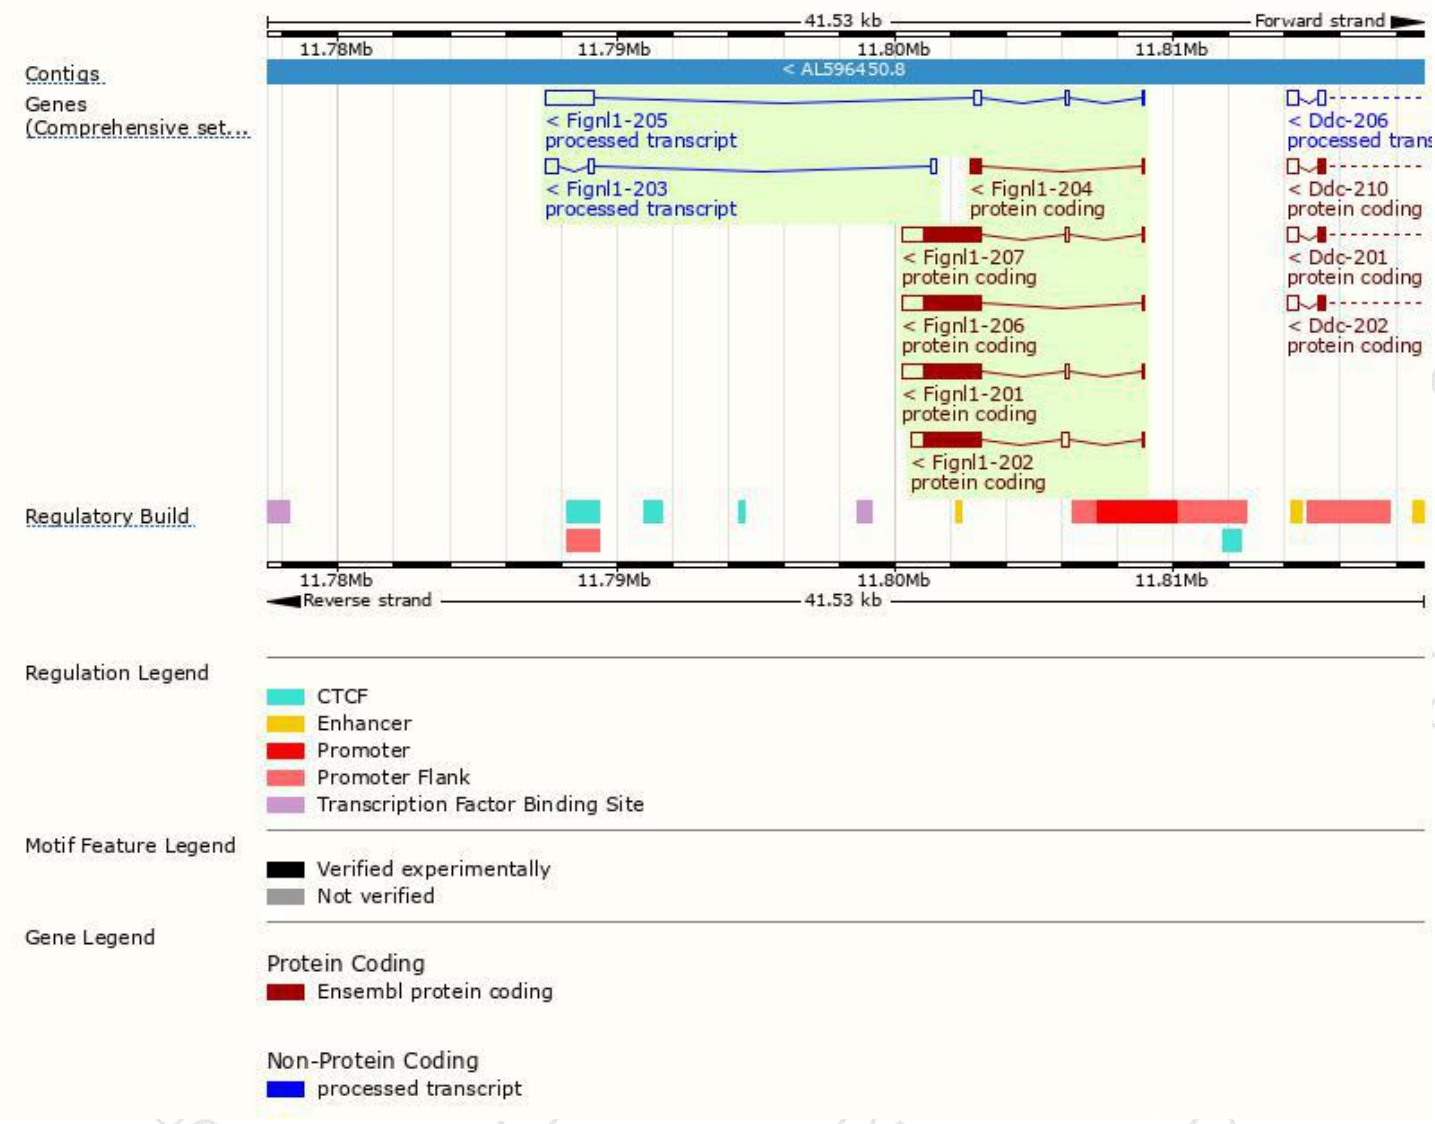 41.53 kb
Forward strand
11.78Mb 11.79Mb 11.80Mb 11.81Mb
Contigs
< AL596450.8
Genes
(Comprehensive set...
< Fignl1-205
processed transcript
< Ddc-206
processed trans
< Fignl1-203
processed transcript
< Fignl1-204
protein coding
< Ddc-210
protein coding
< Fignl1-207
protein coding
< Ddc-201
protein coding
< Fignl1-206
protein coding
< Ddc-202
protein coding
< Fignl1-201
protein coding
< Fignl1-202
protein coding
Regulatory Build
11.78Mb 11.79Mb 11.80Mb 11.81Mb
Reverse strand
41.53 kb
Regulation Legend
CTCF
Enhancer
Promoter
Promoter Flank
Transcription Factor Binding Site
Motif Feature Legend
Verified experimentally
Not verified
Gene Legend
Protein Coding
Ensembl protein coding
Non-Protein Coding
processed transcript